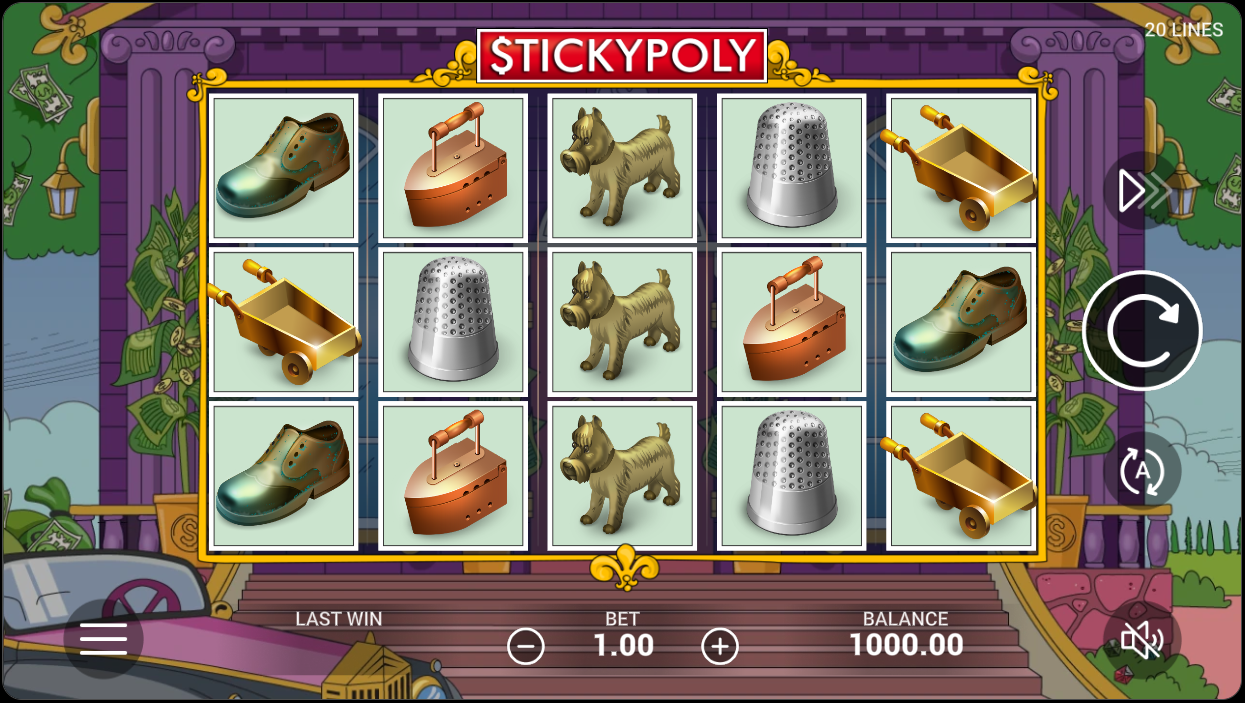 20 LINES
$TICKYPOLY
A
LAST WIN
BET
BALANCE
1.00
1000.00